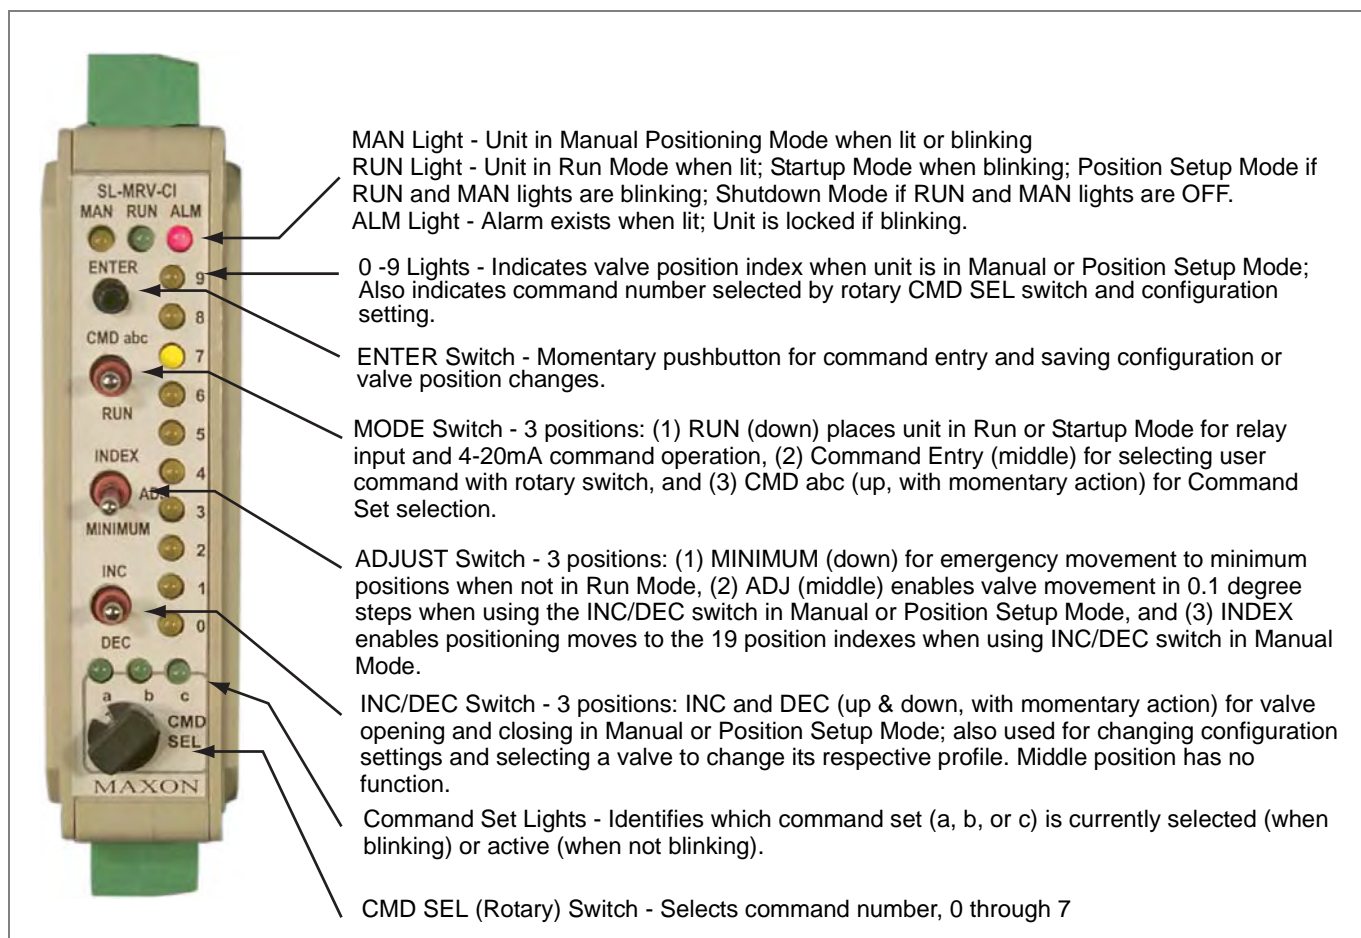 SL-MRV-CI
MAN RUN ALM
ENTER
9
8
CMD abc
7
6
RUN
5
INDEX
4
AD
3
MINIMUM
2
INC
1
0
DEC
a b c
CMD
SEL
MAXON
MAN Light - Unit in Manual Positioning Mode when lit or blinking
RUN Light - Unit in Run Mode when lit; Startup Mode when blinking; Position Setup Mode if
RUN and MAN lights are blinking; Shutdown Mode if RUN and MAN lights are OFF.
ALM Light - Alarm exists when lit; Unit is locked if blinking.
0 -9 Lights - Indicates valve position index when unit is in Manual or Position Setup Mode;
Also indicates command number selected by rotary CMD SEL switch and configuration
setting.
ENTER Switch - Momentary pushbutton for command entry and saving configuration or
valve position changes.
MODE Switch - 3 positions: (1) RUN (down) places unit in Run or Startup Mode for relay
input and 4-20mA command operation, (2) Command Entry (middle) for selecting user
command with rotary switch, and (3) CMD abc (up, with momentary action) for Command
Set selection.
ADJUST Switch - 3 positions: (1) MINIMUM (down) for emergency movement to minimum
positions when not in Run Mode, (2) ADJ (middle) enables valve movement in 0.1 degree
steps when using the INC/DEC switch in Manual or Position Setup Mode, and (3) INDEX
enables positioning moves to the 19 position indexes when using INC/DEC switch in Manual
Mode.
INC/DEC Switch - 3 positions: INC and DEC (up & down, with momentary action) for valve
opening and closing in Manual or Position Setup Mode; also used for changing configuration
settings and selecting a valve to change its respective profile. Middle position has no
function.
Command Set Lights - Identifies which command set (a, b, or c) is currently selected (when
blinking) or active (when not blinking).
CMD SEL (Rotary) Switch - Selects command number, 0 through 7